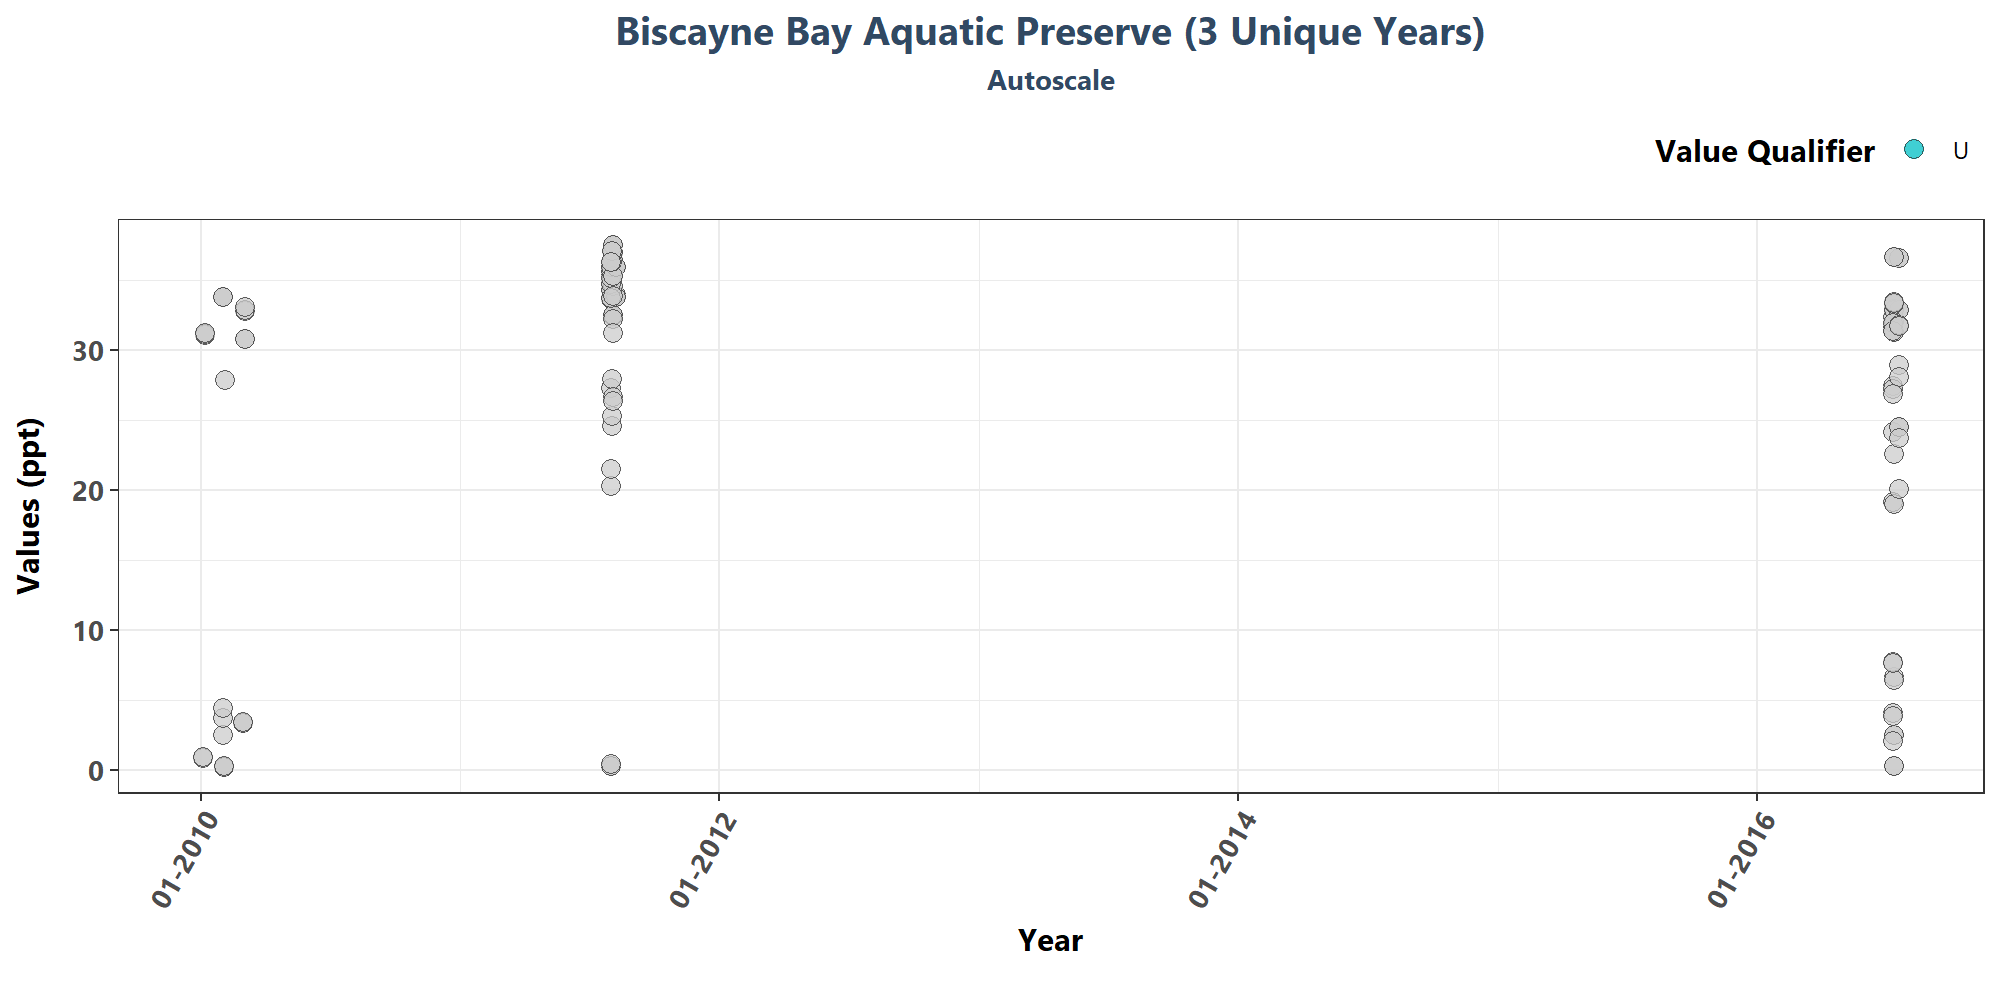 Biscayne Bay Aquatic Preserve (3 Unique Years)
Autoscale
Value Qualifier U
Values (ppt)
30
20
10
0
01-2010 01-2012 01-2014 01-2016
Year